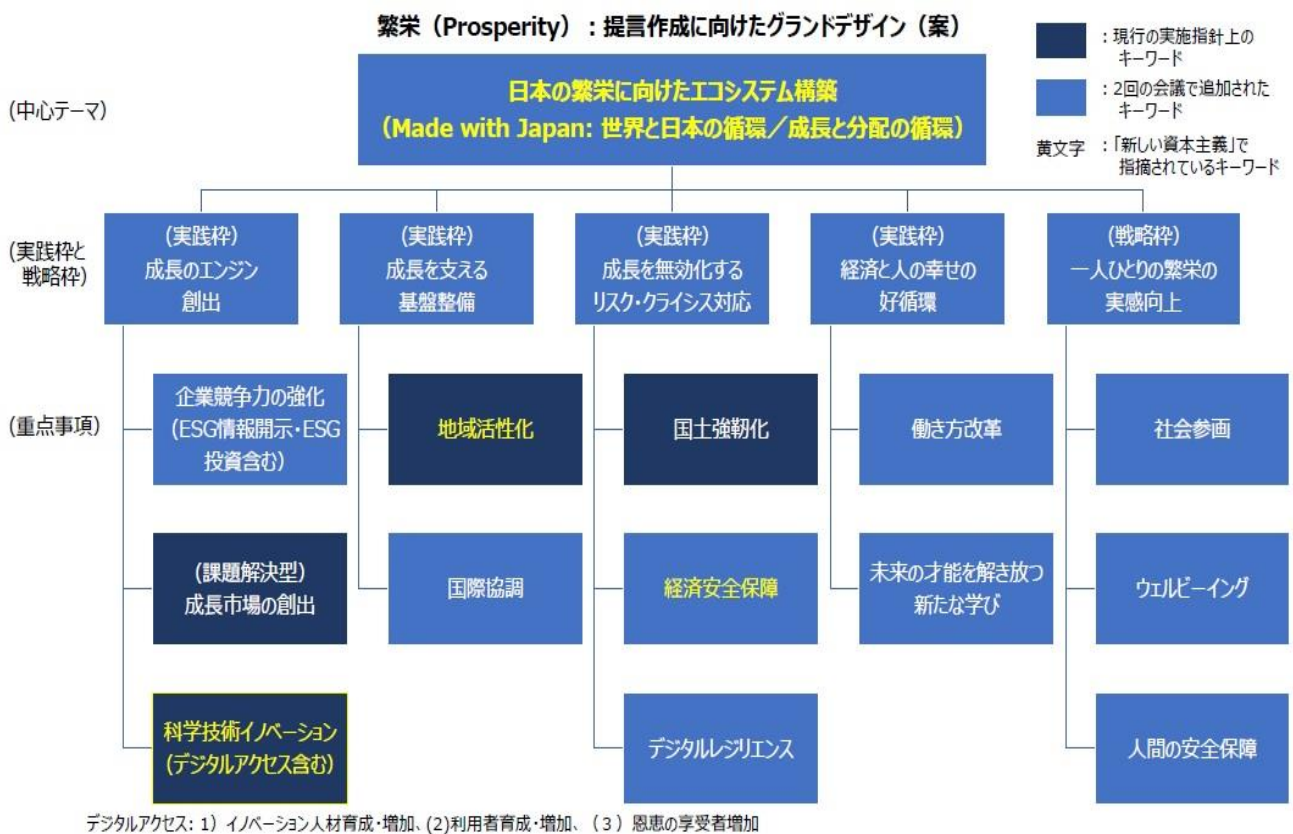 繁栄（Prosperity）：提言作成に向けたグランドデザイン（案）
：現行の実施指針上の
キーワード
：2回の会議で追加された
キーワード
黄文字 ：「新しい資本主義」で
指摘されているキーワード
(中心テーマ)
日本の繁栄に向けたエコシステム構築
（Made with Japan: 世界と日本の循環／成長と分配の循環）
(実践枠と
戦略枠)
(実践枠)
成長のエンジン
創出
(実践枠)
成長を支える
基盤整備
(実践枠)
成長を無効化する
リスク・クライシス対応
(実践枠)
経済と人の幸せの
好循環
(戦略枠)
一人ひとりの繁栄の
実感向上
(重点事項)
企業競争力の強化
(ESG情報開示・ESG
投資含む)
地域活性化
国土強靭化
働き方改革
社会参画
(課題解決型)
成長市場の創出
国際協調
経済安全保障
未来の才能を解き放つ
新たな学び
ウェルビーイング
科学技術イノベーション
(デジタルアクセス含む)
デジタルレジリエンス
人間の安全保障
デジタルアクセス: 1）イノベーション人材育成・増加、(2)利用者育成・増加、（３）恩恵の享受者増加